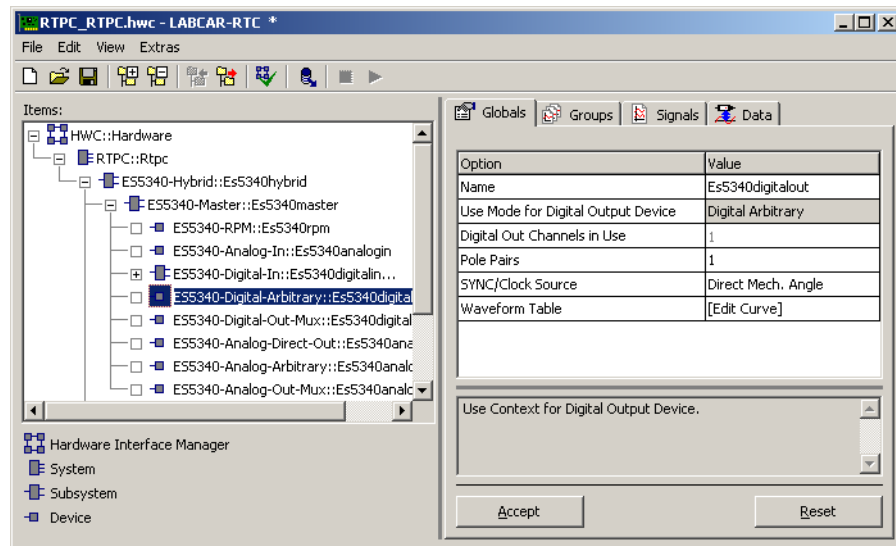 RTPC_RTPC.hwc - LABCAR-RTC *
File Edit View Extras
Items:
HWC::Hardware
RTPC::Rtpc
ES5340-Hybrid::Es5340hybrid
ES5340-Master::Es5340master
ES5340-RPM::Es5340rpm
ES5340-Analog-In::Es5340analogin
ES5340-Digital-In::Es5340digitalin...
ES5340-Digital-Arbitrary::Es5340digital
ES5340-Digital-Out-Mux::Es5340digital
ES5340-Analog-Direct-Out::Es5340ana
ES5340-Analog-Arbitrary::Es5340analo
ES5340-Analog-Out-Mux::Es5340analo
Hardware Interface Manager
System
Subsystem
Device
Globals Groups Signals Data
Option Value
Name Es5340digitalout
Use Mode for Digital Output Device Digital Arbitrary
Digital Out Channels in Use 1
Pole Pairs 1
SYNC/Clock Source Direct Mech. Angle
Waveform Table [Edit Curve]
Use Context for Digital Output Device.
Accept Reset